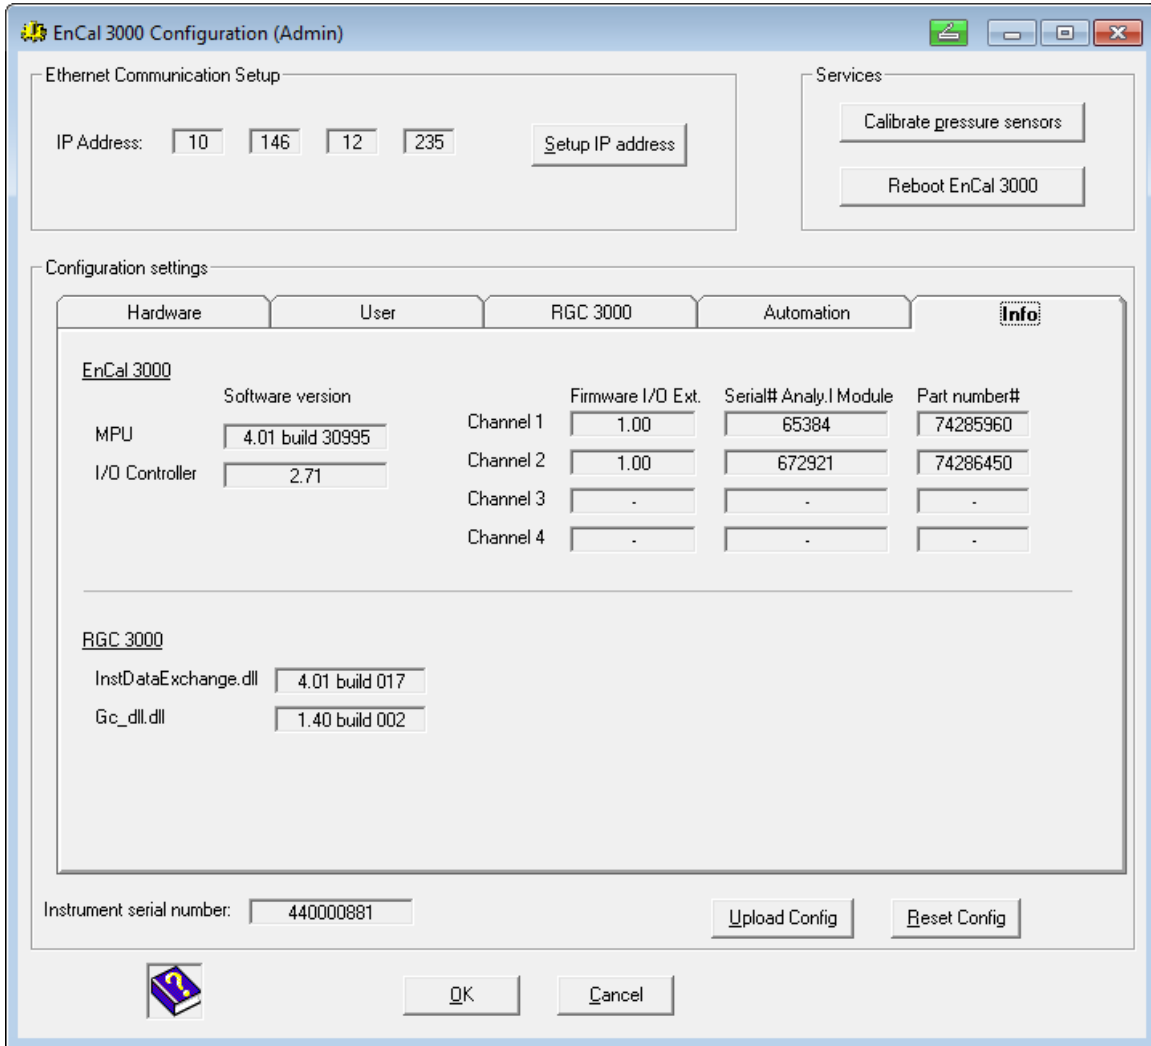 EnCal 3000 Configuration (Admin)
Ethernet Communication Setup
Services
IP Address: 10 146 12 235
Setup IP address
Calibrate pressure sensors
Reboot EnCal 3000
Configuration settings
Hardware User RGC 3000 Automation Info
EnCal 3000
Software version Firmware I/O Ext. Serial# Analy.l Module Part number#
MPU 4.01 build 30995 Channel 1 1.00 65384 74285960
I/O Controller 2.71 Channel 2 1.00 672921 74286450
Channel 3 - - -
Channel 4 - - -
RGC 3000
InstDataExchange.dll 4.01 build 017
Gc_dll.dll 1.40 build 002
Instrument serial number: 440000881 Upload Config Reset Config
? OK Cancel